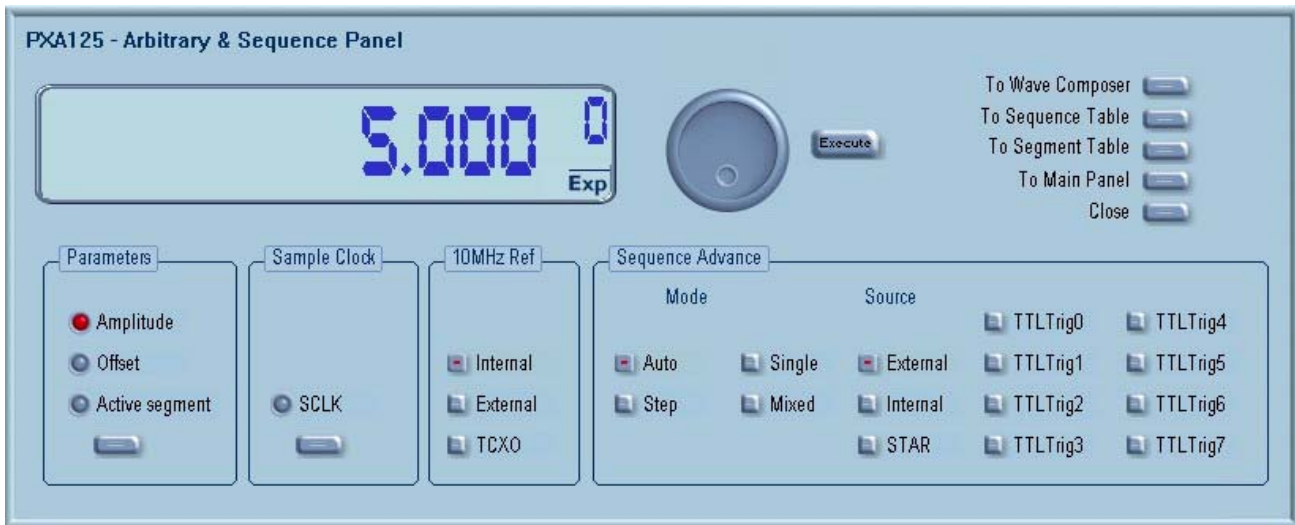 PXA125 - Arbitrary & Sequence Panel
5.000 0
Exp
Execute
To Wave Composer
To Sequence Table
To Segment Table
To Main Panel
Close
Parameters
Amplitude
Offset
Active segment
Sample Clock
SCLK
10MHz Ref
Internal
External
TCXO
Sequence Advance
Mode
Auto
Single
Step
Mixed
Source
External
Internal
STAR
TTLTrig0
TTLTrig1
TTLTrig2
TTLTrig3
TTLTrig4
TTLTrig5
TTLTrig6
TTLTrig7